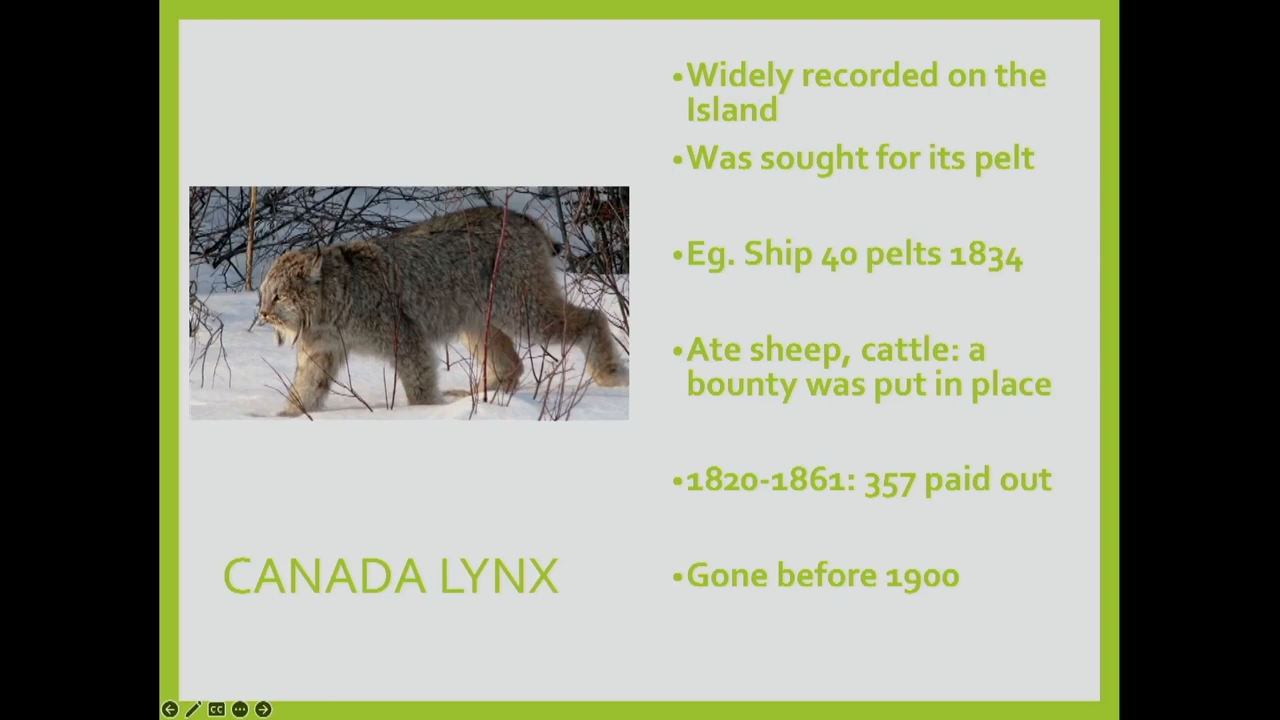 •Widely recorded on the
Island
•Was sought for its pelt
•Eg. Ship 40 pelts 1834
•Ate sheep, cattle: a
bounty was put in place
•1820-1861: 357 paid out
•Gone before 1900
CANADA LYNX
CC